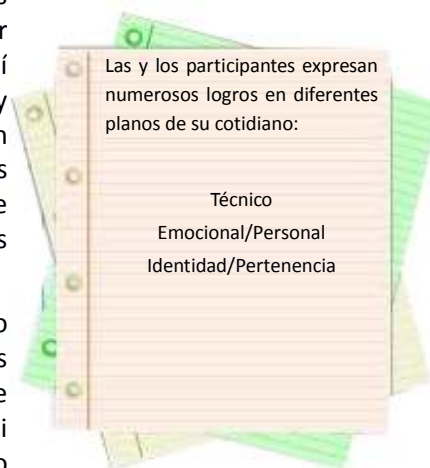 Las y los participantes expresan
numerosos logros en diferentes
planos de su cotidiano:
Técnico
Emocional/Personal
Identidad/Pertenencia